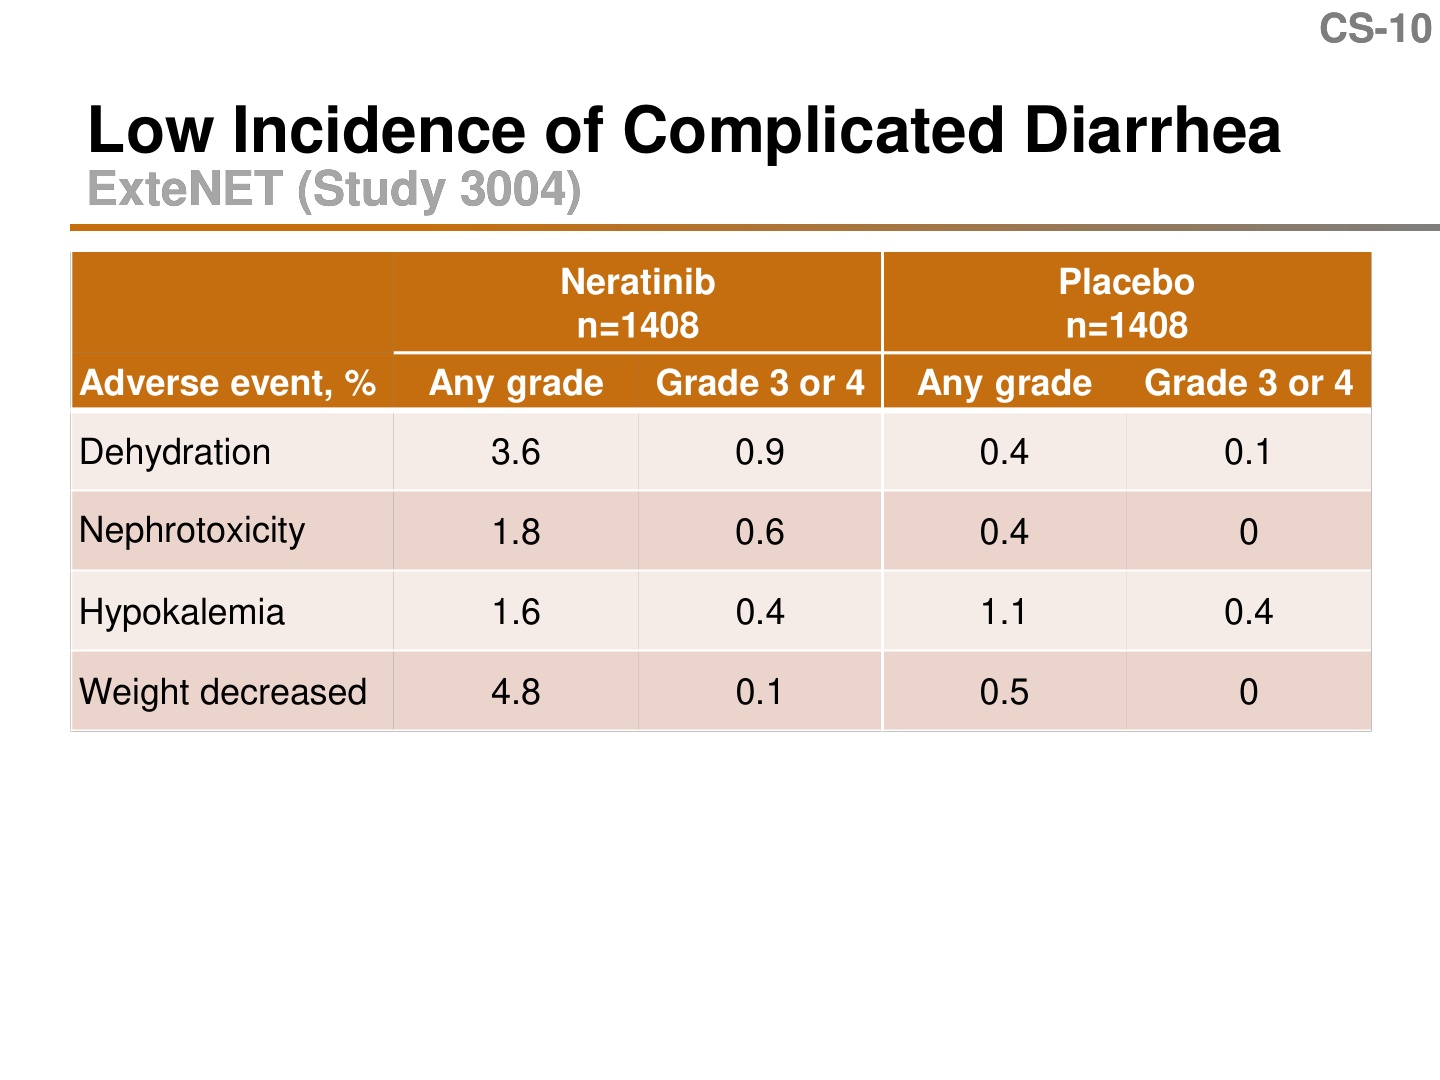 CS-10
Low Incidence of Complicated Diarrhea
ExteNET (Study 3004)
Neratinib Placebo
n=1408 n=1408
Adverse event, % Any grade Grade 3 or 4 Any grade Grade 3 or 4
Dehydration 3.6 0.9 0.4 0.1
Nephrotoxicity 1.8 0.6 0.4 0
Hypokalemia 1.6 0.4 1.1 0.4
Weight decreased 4.8 0.1 0.5 0